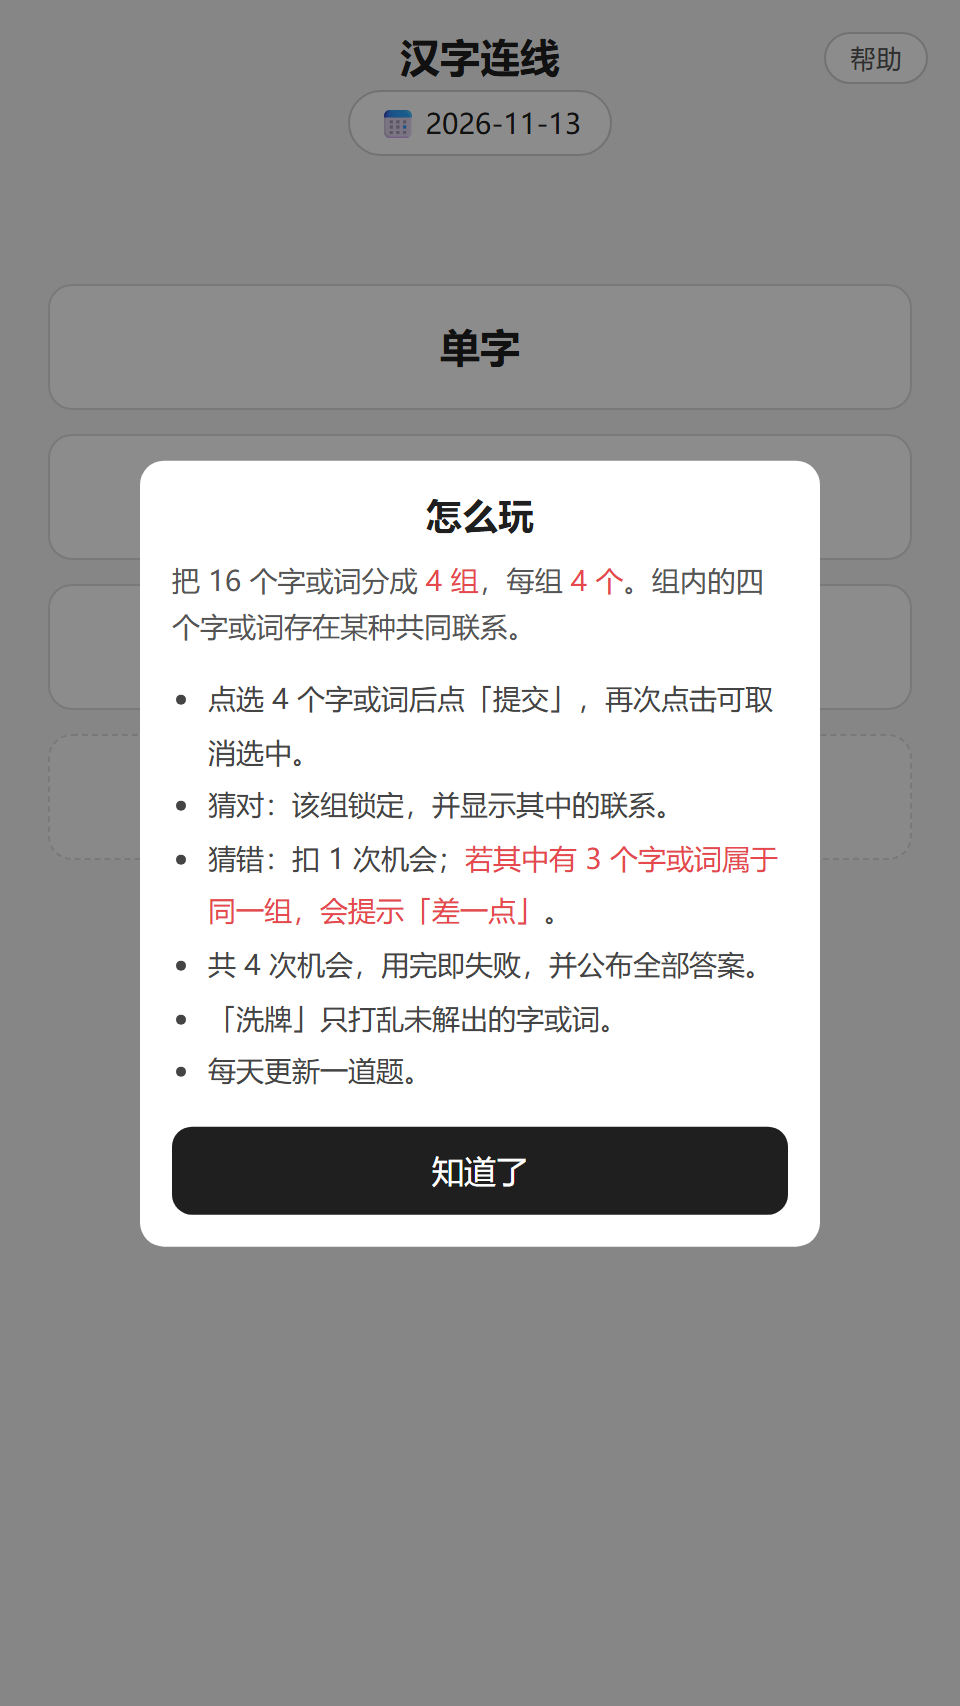 汉字连线
帮助
2026-11-13
单字
怎么玩
把 16 个字或词分成 4 组，每组 4 个。组内的四
个字或词存在某种共同联系。
点选 4 个字或词后点「提交」，再次点击可取
消选中。
猜对：该组锁定，并显示其中的联系。
猜错：扣 1 次机会；若其中有 3 个字或词属于
同一组，会提示「差一点」。
共 4 次机会，用完即失败，并公布全部答案。
「洗牌」只打乱未解出的字或词。
每天更新一道题。
知道了